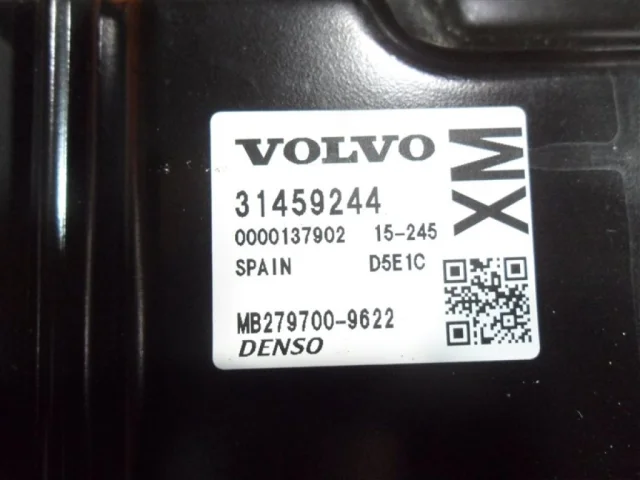 VOLVO
31459244
0000137902 15-245
SPAIN D5E1C
MB279700-9622
DENSO
XM